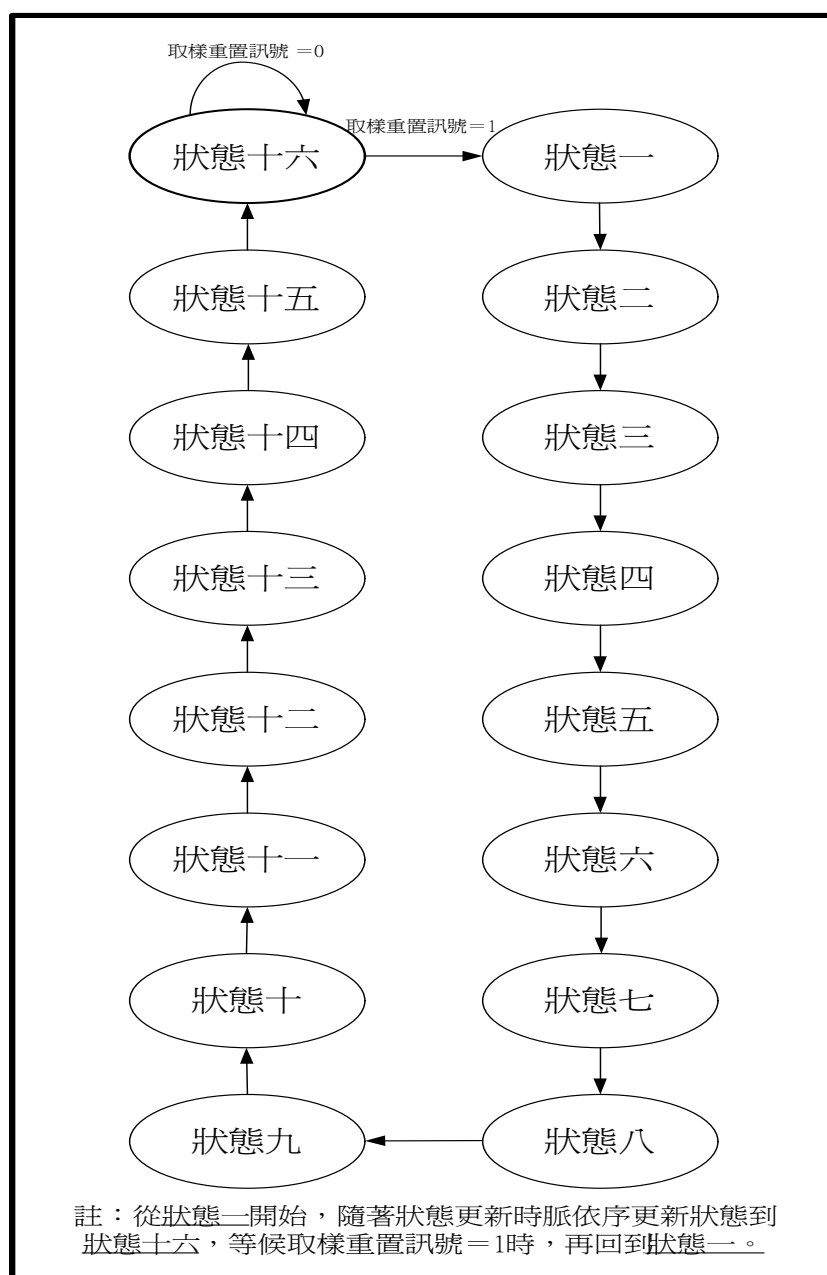 取樣重置訊號 =0
取樣重置訊號=1
狀態十六
狀態一
狀態十五
狀態二
狀態十四
狀態三
狀態十三
狀態四
狀態十二
狀態五
狀態十一
狀態六
狀態十
狀態七
狀態九
狀態八
註：從狀態一開始，隨著狀態更新時脈依序更新狀態到
狀態十六，等候取樣重置訊號＝1時，再回到狀態一。